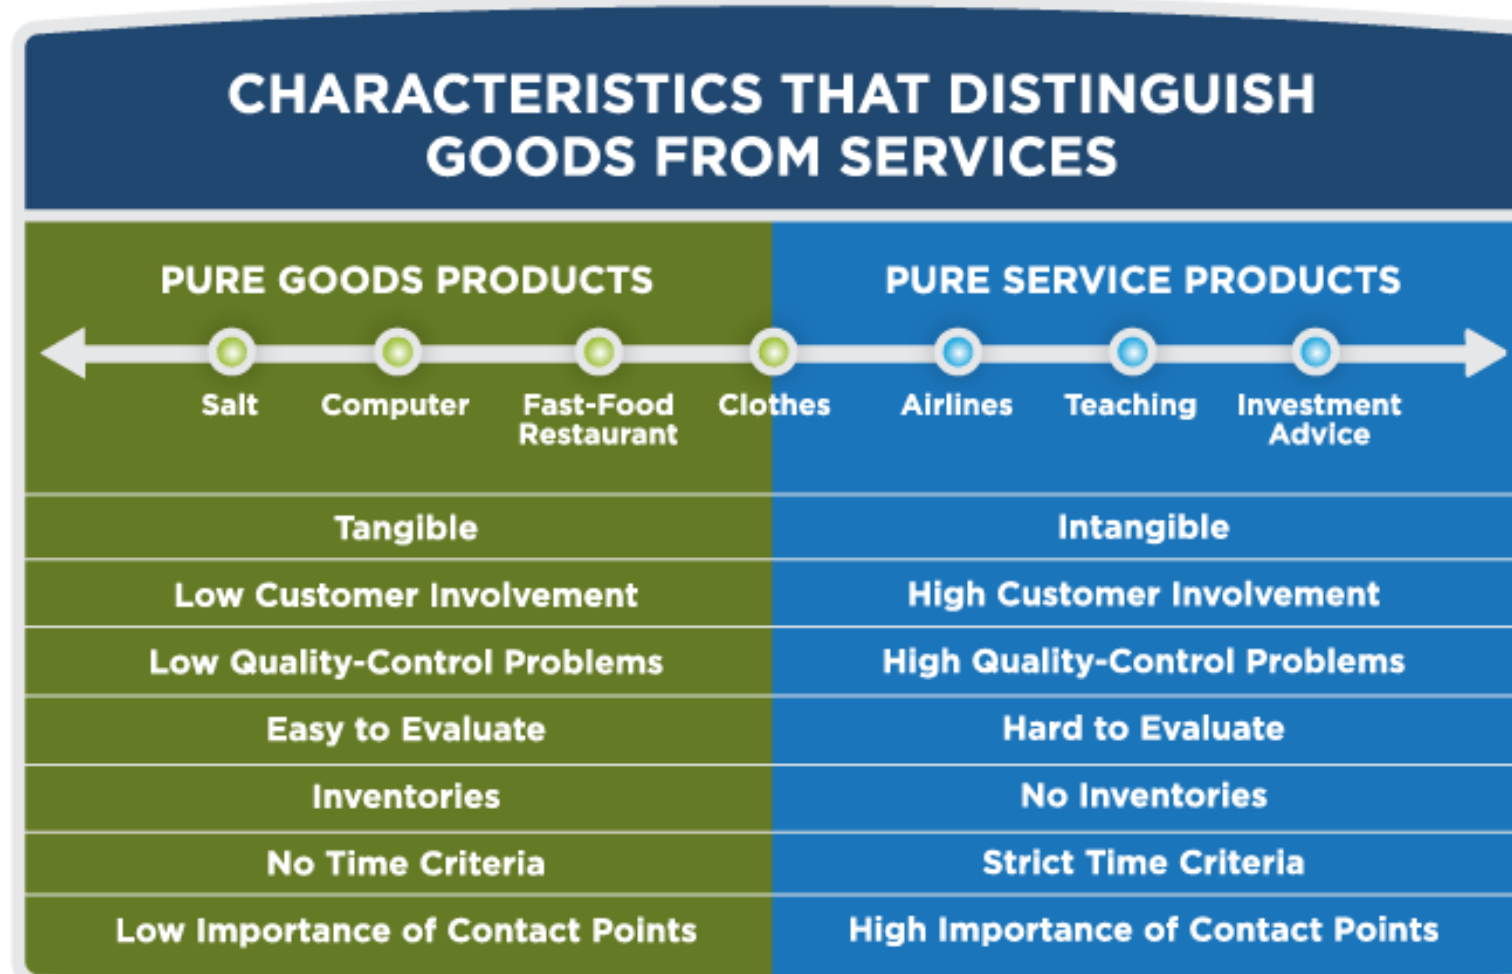 CHARACTERISTICS THAT DISTINGUISH
GOODS FROM SERVICES
PURE GOODS PRODUCTS
PURE SERVICE PRODUCTS
Salt
Computer
Fast-Food
Restaurant
Clothes
Airlines
Teaching
Investment
Advice
Tangible
Intangible
Low Customer Involvement
High Customer Involvement
Low Quality-Control Problems
High Quality-Control Problems
Easy to Evaluate
Hard to Evaluate
Inventories
No Inventories
No Time Criteria
Strict Time Criteria
Low Importance of Contact Points
High Importance of Contact Points